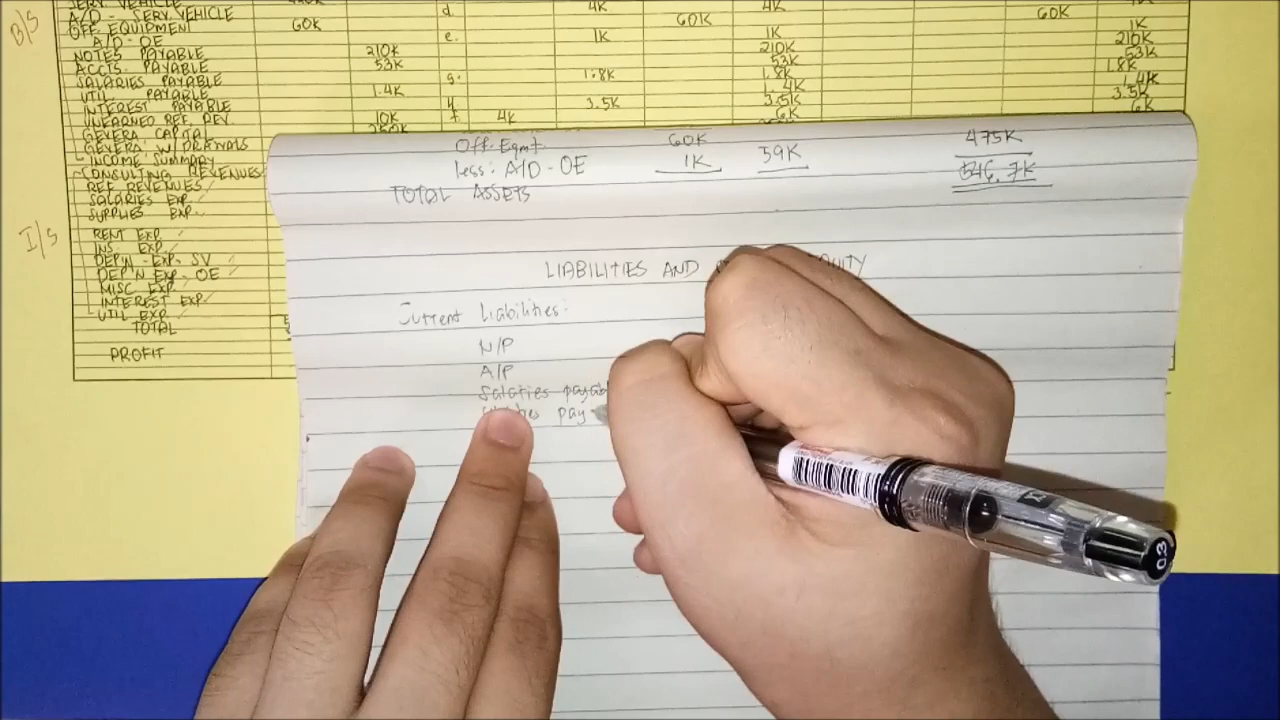 B/S
SERV. VEHICLE
d. 4K 4K
A/D - SERV. VEHICLE 60K 60K
OFF. EQUIPMENT 60K
A/D - OE e. 1K 1K 1K
NOTES PAYABLE 210K 210K 210K
ACCTS. PAYABLE 53K 53K 53K
SALARIES PAYABLE g. 1.8K 1.8K 1.8K
UTIL. PAYABLE 1.4K 1.4K 1.4K
INTEREST PAYABLE h 3.5K 3.5K 3.5K
UNEARNED REF. REV. 10K f 4K 6K 6K
GEVERA CAPITAL 250K
GEVERA W/DRAWALS
INCOME SUMMARY
CONSULTING REVENUES
REF. REVENUES
SALARIES EXP
SUPPLIES EXP.
I/S
RENT EXP.
INS. EXP.
DEP'N - EXP- SV
DEP'N EXP - OE
MISC. EXP.
INTEREST EXP
UTIL EXP.
TOTAL
PROFIT
Off. Eqmt 60K 475K
less: A/D - OE 1K 59K
TOTAL ASSETS 546.7K
LIABILITIES AND
Current Liabilities:
N/P
A/P
Salaries
pay
0.3